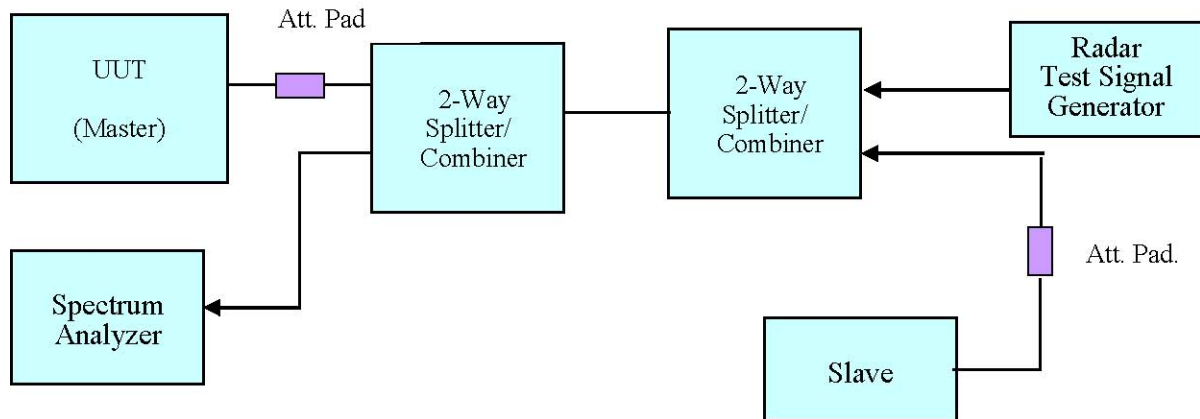 Att. Pad
UUT
(Master)
2-Way
Splitter/
Combiner
2-Way
Splitter/
Combiner
Radar
Test Signal
Generator
Att. Pad.
Spectrum
Analyzer
Slave